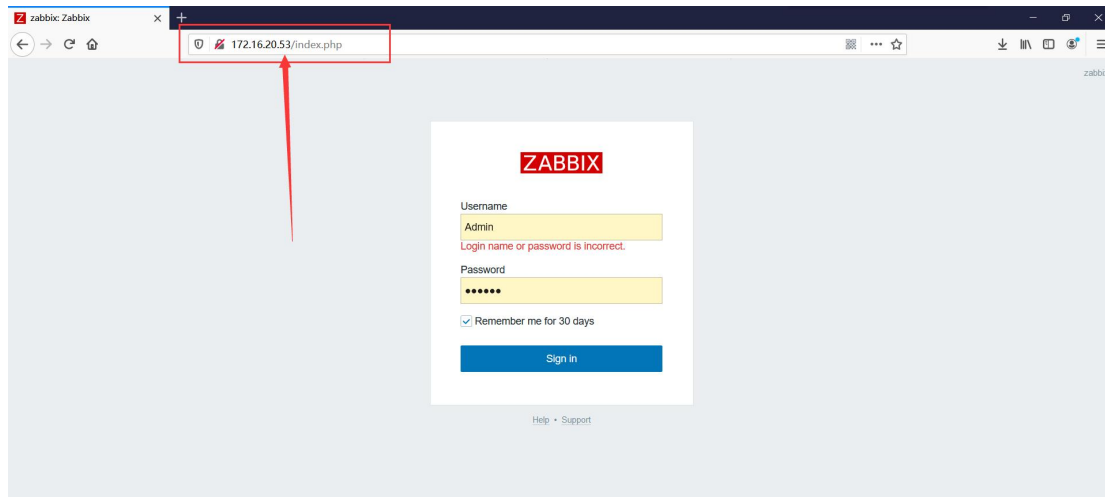 Z zabbix: Zabbix
172.16.20.53/index.php
zabbi
ZABBIX
Username
Admin
Login name or password is incorrect.
Password
Remember me for 30 days
Sign in
Help • Support